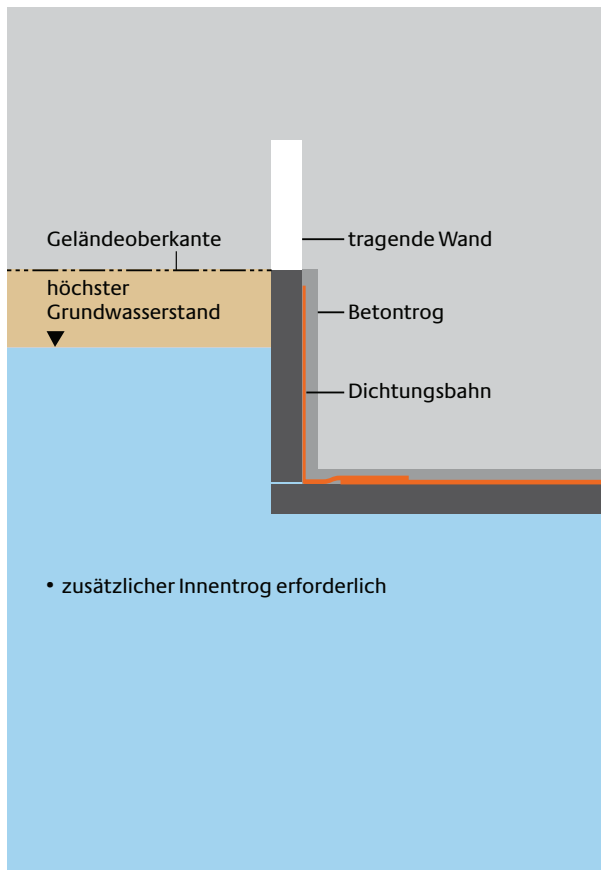 Geländeoberkante
tragende Wand
höchster
Grundwasserstand
Betontrog
Dichtungsbahn
• zusätzlicher Innentrog erforderlich